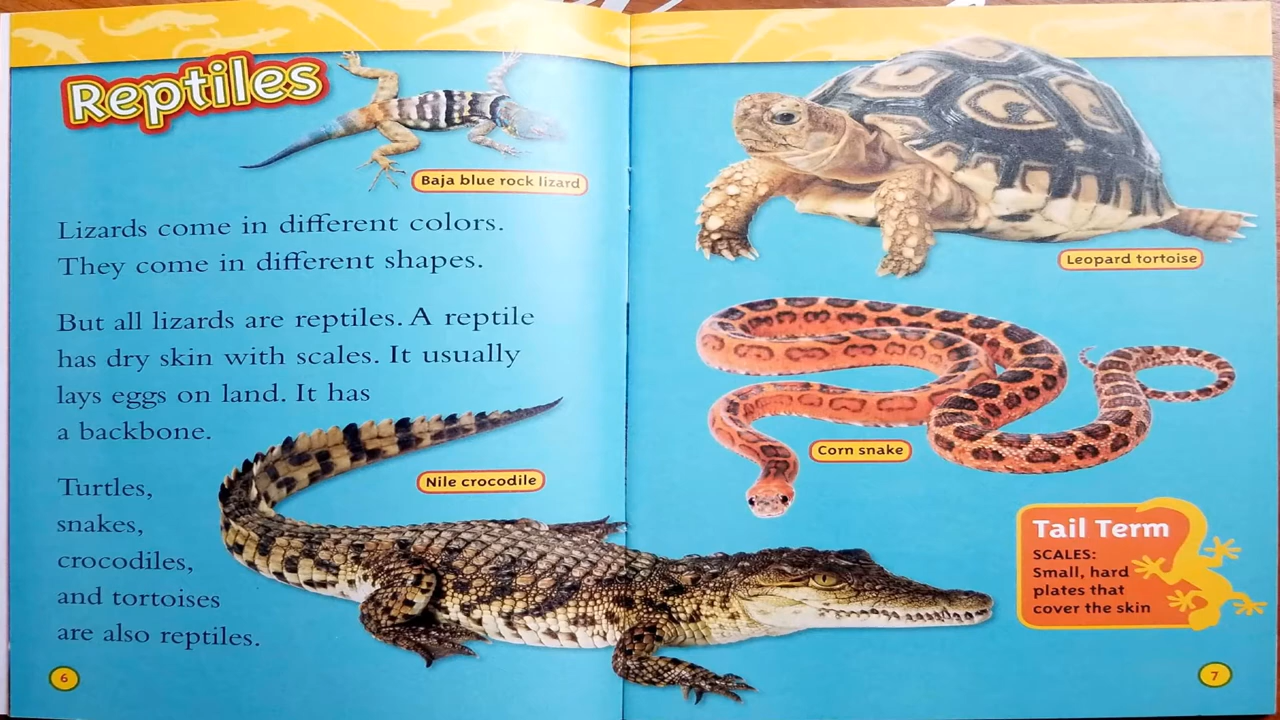 Reptiles
Baja blue rock lizard
Lizards come in different colors.
They come in different shapes.
But all lizards are reptiles. A reptile
has dry skin with scales. It usually
lays eggs on land. It has
a backbone.
Nile crocodile
Turtles,
snakes,
crocodiles,
and tortoises
are also reptiles.
6
Leopard tortoise
Corn snake
Tail Term
SCALES:
Small, hard
plates that
cover the skin
7